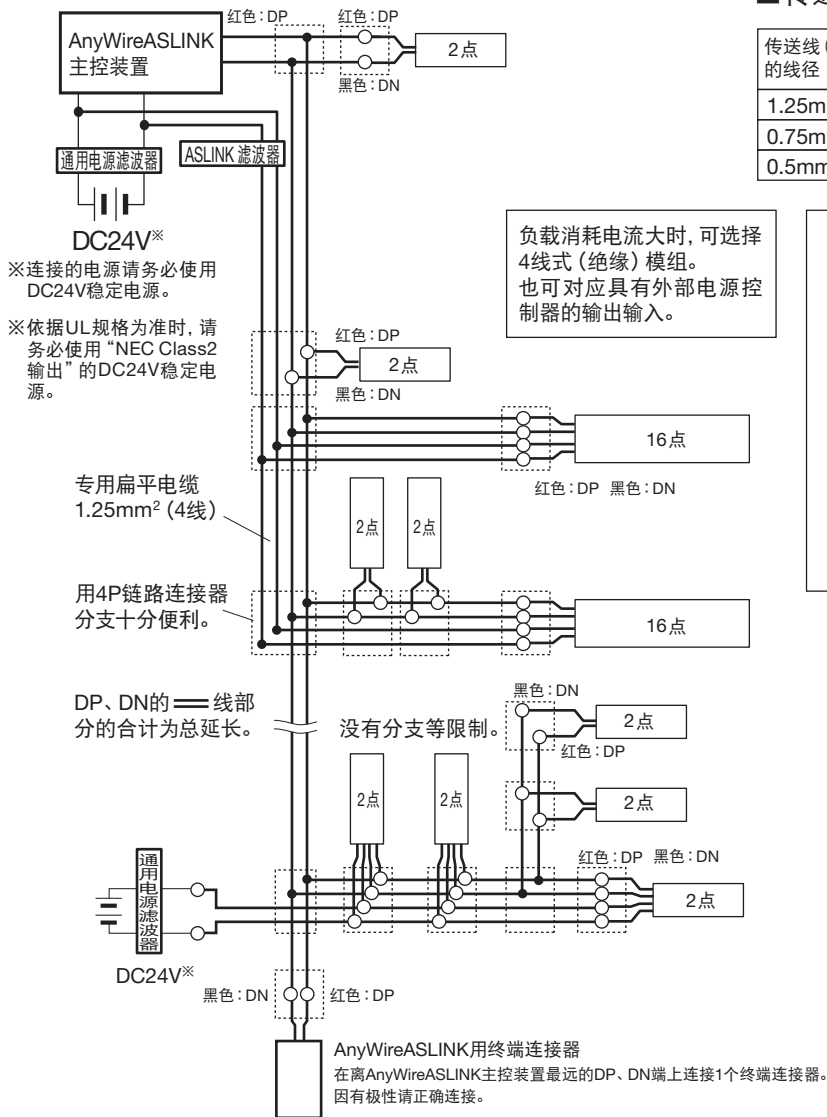 ■传送
红色：DP
红色：DP
AnyWireASLINK
主控装置
2点
黑色：DN
传送线（
的线径
1.25m
0.75m
0.5mm
通用电源滤波器
ASLINK 滤波器
DC24V※
※连接的电源请务必使用
DC24V稳定电源。
※依据UL规格为准时，请
务必使用“NEC Class2
输出”的DC24V稳定电
源。
负载消耗电流大时，可选择
4线式（绝缘）模组。
也可对应具有外部电源控
制器的输出输入。
红色：DP
2点
黑色：DN
16点
红色：DP 黑色：DN
专用扁平电缆
1.25mm²（4线）
2点
2点
用4P链路连接器
分支十分便利。
16点
DP、DN的 ══ 线部
分的合计为总延长。
没有分支等限制。
黑色：DN
2点
红色：DP
2点
2点
2点
红色：DP 黑色：DN
2点
通用电源滤波器
DC24V※
黑色：DN
红色：DP
AnyWireASLINK用终端连接器
在离AnyWireASLINK主控装置最远的DP、DN端上连接1个终端连接器。
因有极性请正确连接。